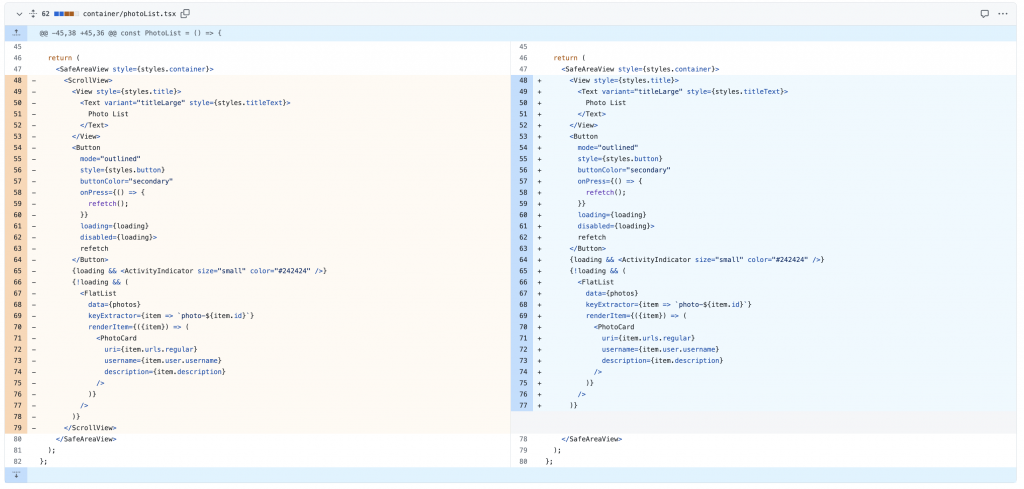 62 container/photoList.tsx
@@ -45,38 +45,36 @@ const PhotoList = () => {
45
46 return (
47 <SafeAreaView style={styles.container}>
48 - <ScrollView>
49 - <View style={styles.title}>
50 - <Text variant="titleLarge" style={styles.titleText}>
51 - Photo List
52 - </Text>
53 - </View>
54 - <Button
55 - mode="outlined"
56 - style={styles.button}
57 - buttonColor="secondary"
58 - onPress={() => {
59 - refetch();
60 - }}
61 - loading={loading}
62 - disabled={loading}>
63 - refetch
64 - </Button>
65 - {loading && <ActivityIndicator size="small" color="#242424" />}
66 - {!loading && (
67 - <FlatList
68 - data={photos}
69 - keyExtractor={item => `photo-${item.id}`}
70 - renderItem={({item}) => (
71 - <PhotoCard
72 - uri={item.urls.regular}
73 - username={item.user.username}
74 - description={item.description}
75 - />
76 - )}
77 - />
78 - )}
79 - </ScrollView>
80 </SafeAreaView>
81 );
82 };
45
46 return (
47 <SafeAreaView style={styles.container}>
48 + <View style={styles.title}>
49 + <Text variant="titleLarge" style={styles.titleText}>
50 + Photo List
51 + </Text>
52 + </View>
53 + <Button
54 + mode="outlined"
55 + style={styles.button}
56 + buttonColor="secondary"
57 + onPress={() => {
58 + refetch();
59 + }}
60 + loading={loading}
61 + disabled={loading}>
62 + refetch
63 + </Button>
64 + {loading && <ActivityIndicator size="small" color="#242424" />}
65 + {!loading && (
66 + <FlatList
67 + data={photos}
68 + keyExtractor={item => `photo-${item.id}`}
69 + renderItem={({item}) => (
70 + <PhotoCard
71 + uri={item.urls.regular}
72 + username={item.user.username}
73 + description={item.description}
74 + />
75 + )}
76 + />
77 + )}
78 </SafeAreaView>
79 );
80 };